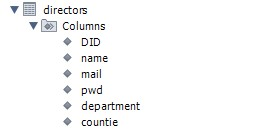 directors
Columns
DID
name
mail
pwd
department
countie